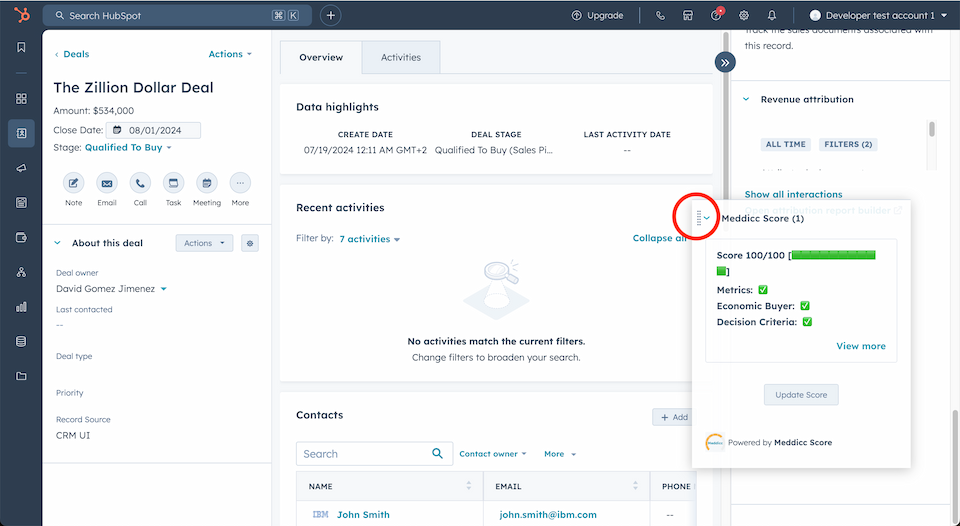 Search HubSpot
⌘ K
Upgrade
Developer test account 1
Deals
Actions
The Zillion Dollar Deal
Amount: $534,000
Close Date: 08/01/2024
Stage: Qualified To Buy
Note Email Call Task Meeting More
About this deal
Actions
Deal owner
David Gomez Jimenez
Last contacted
--
Deal type
Priority
Record Source
CRM UI
Overview Activities
Data highlights
CREATE DATE DEAL STAGE LAST ACTIVITY DATE
07/19/2024 12:11 AM GMT+2 Qualified To Buy (Sales Pi... --
Recent activities
Filter by: 7 activities
Collapse all
No activities match the current filters.
Change filters to broaden your search.
Contacts
+ Add
Search
Contact owner
More
NAME EMAIL PHONE
IBM John Smith john.smith@ibm.com --
Track the sales documents associated with
this record.
Revenue attribution
ALL TIME FILTERS (2)
Show all interactions
attribution report builder
Meddicc Score (1)
Score 100/100 [
]
Metrics: ✅
Economic Buyer: ✅
Decision Criteria: ✅
View more
Update Score
Powered by Meddicc Score